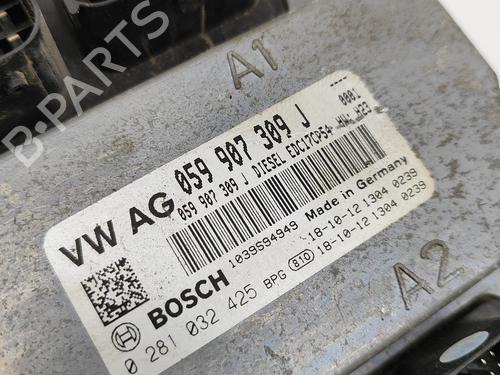 A1
VW AG 059 907 309 J
059 907 309 J DIESEL EDC17CP54 HW: H23
0001
1039S94949 Made in Germany
18-10-12 1304 0239
BOSCH
0 281 032 425 BPG 810 18-10-12 1304 0239
A2
B-Parts